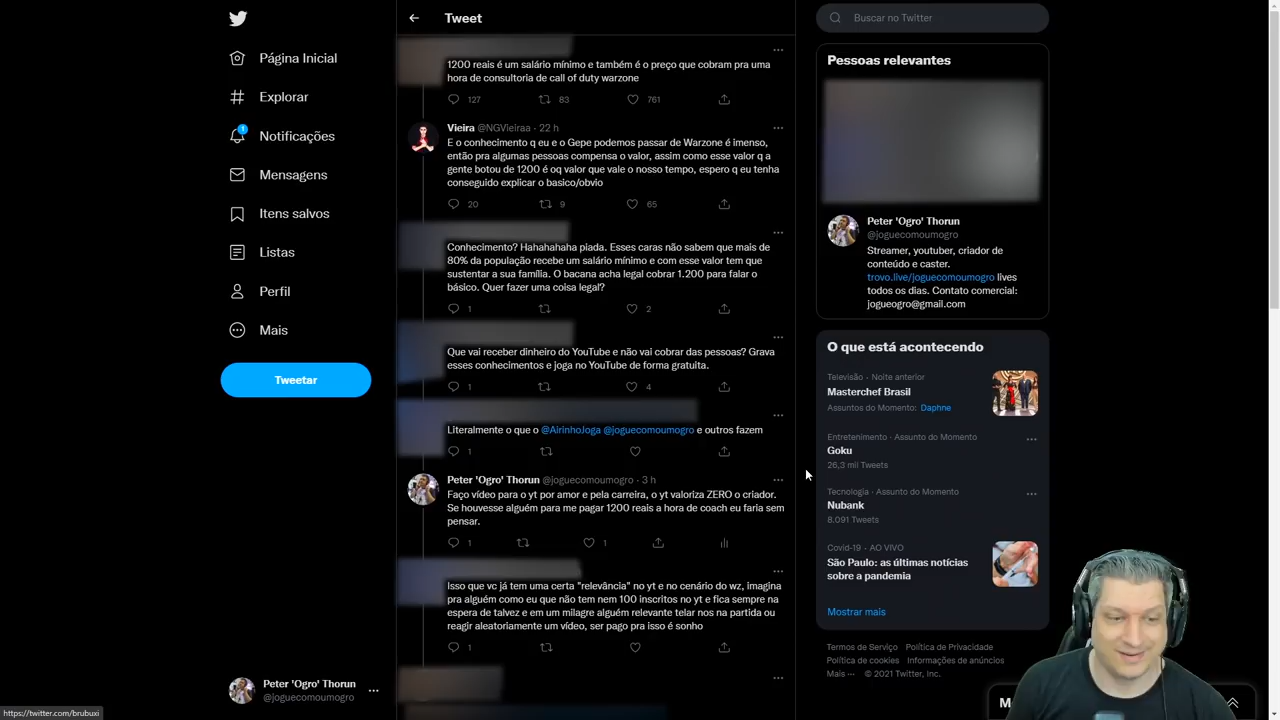 Tweet
Buscar no Twitter
Página Inicial
Explorar
1
Notificações
Mensagens
Itens salvos
Listas
Perfil
Mais
Tweetar
Peter 'Ogro' Thorun
@joguecomoumogro
https://twitter.com/brubuxi
1200 reais é um salário mínimo e também é o preço que cobram pra uma
hora de consultoria de call of duty warzone
127 83 761
Vieira @NGVieiraa · 22 h
E o conhecimento q eu e o Gepe podemos passar de Warzone é imenso,
então pra algumas pessoas compensa o valor, assim como esse valor q a
gente botou de 1200 é oq valor que vale o nosso tempo, espero q eu tenha
conseguido explicar o basico/obvio
20 9 65
Conhecimento? Hahahahaha piada. Esses caras não sabem que mais de
80% da população recebe um salário mínimo e com esse valor tem que
sustentar a sua família. O bacana acha legal cobrar 1.200 para falar o
básico. Quer fazer uma coisa legal?
1 2
Que vai receber dinheiro do YouTube e não vai cobrar das pessoas? Grava
esses conhecimentos e joga no YouTube de forma gratuita.
1 4
Literalmente o que o @AirinhoJoga @joguecomoumogro e outros fazem
1
Peter 'Ogro' Thorun @joguecomoumogro · 3 h
Faço vídeo para o yt por amor e pela carreira, o yt valoriza ZERO o criador.
Se houvesse alguém para me pagar 1200 reais a hora de coach eu faria sem
pensar.
1 1
Isso que vc já tem uma certa "relevância" no yt e no cenário do wz, imagina
pra alguém como eu que não tem nem 100 inscritos no yt e fica sempre na
espera de talvez e em um milagre alguém relevante telar nos na partida ou
reagir aleatoriamente um vídeo, ser pago pra isso é sonho
1
Pessoas relevantes
Peter 'Ogro' Thorun
@joguecomoumogro
Streamer, youtuber, criador de
conteúdo e caster.
trovo.live/joguecomoumogro lives
todos os dias. Contato comercial:
jogueogro@gmail.com
O que está acontecendo
Televisão · Noite anterior
Masterchef Brasil
Assuntos do Momento: Daphne
Entretenimento · Assunto do Momento
Goku
26,3 mil Tweets
Tecnologia · Assunto do Momento
Nubank
8.091 Tweets
Covid-19 · AO VIVO
São Paulo: as últimas notícias
sobre a pandemia
Mostrar mais
Termos de Serviço Política de Privacidade
Política de cookies Informações de anúncios
Mais ··· © 2021 Twitter, Inc.
M